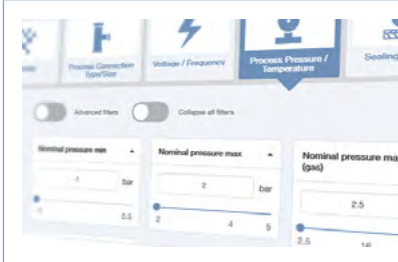 Process Connection
Type/Size
Voltage / Frequency
Process Pressure /
Temperature
Sealing
Advanced filters
Collapse all filters
Nominal pressure min
Nominal pressure max
Nominal pressure ma
(gas)
-1
bar
2
bar
2.5
-1
0.5
2
4
5
2.5
16